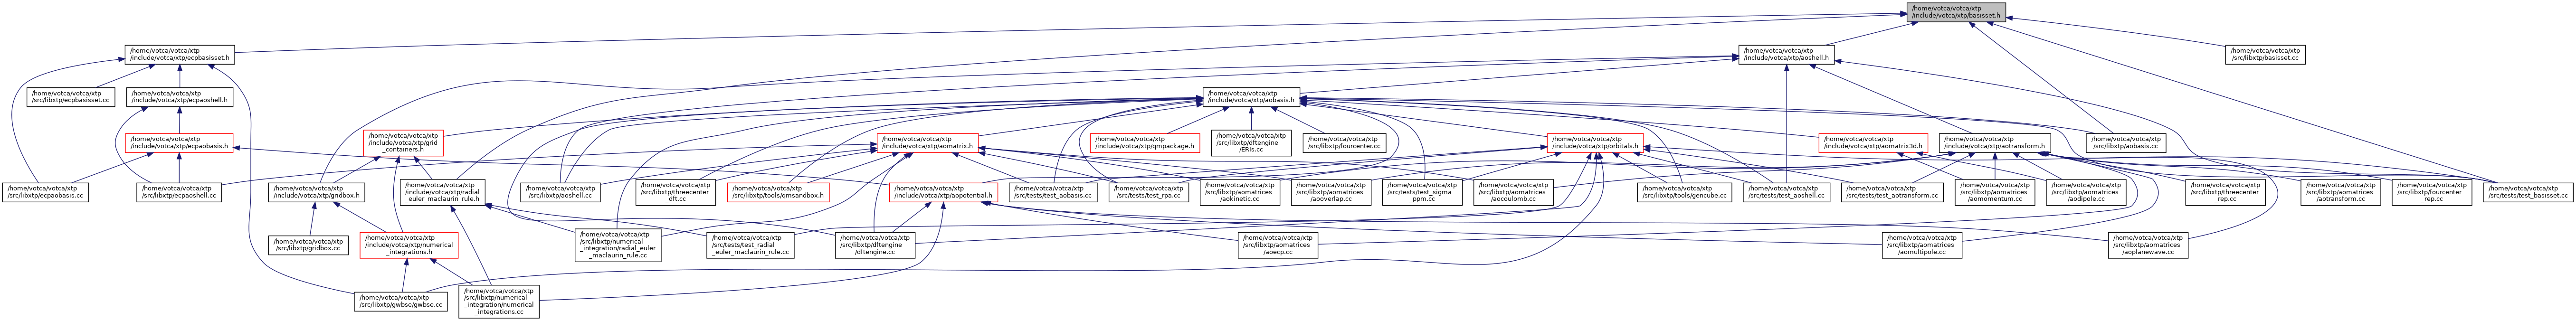 /home/votca/votca/xtp
/include/votca/xtp/basisset.h
/home/votca/votca/xtp
/include/votca/xtp/ecpbasisset.h
/home/votca/votca/xtp
/include/votca/xtp/aoshell.h
/home/votca/votca/xtp
/src/libxtp/basisset.cc
/home/votca/votca/xtp
/src/libxtp/ecpbasisset.cc
/home/votca/votca/xtp
/include/votca/xtp/ecpaoshell.h
/home/votca/votca/xtp
/include/votca/xtp/aobasis.h
/home/votca/votca/xtp
/include/votca/xtp/ecpaobasis.h
/home/votca/votca/xtp
/include/votca/xtp/grid
_containers.h
/home/votca/votca/xtp
/include/votca/xtp/aomatrix.h
/home/votca/votca/xtp
/include/votca/xtp/qmpackage.h
/home/votca/votca/xtp
/src/libxtp/dftengine
/ERIs.cc
/home/votca/votca/xtp
/src/libxtp/fourcenter.cc
/home/votca/votca/xtp
/include/votca/xtp/orbitals.h
/home/votca/votca/xtp
/include/votca/xtp/aomatrix3d.h
/home/votca/votca/xtp
/include/votca/xtp/aotransform.h
/home/votca/votca/xtp
/src/libxtp/aobasis.cc
/home/votca/votca/xtp
/src/libxtp/ecpaobasis.cc
/home/votca/votca/xtp
/src/libxtp/ecpaoshell.cc
/home/votca/votca/xtp
/include/votca/xtp/gridbox.h
/home/votca/votca/xtp
/include/votca/xtp/radial
_euler_maclaurin_rule.h
/home/votca/votca/xtp
/src/libxtp/aoshell.cc
/home/votca/votca/xtp
/src/libxtp/threecenter
_dft.cc
/home/votca/votca/xtp
/src/libxtp/tools/qmsandbox.h
/home/votca/votca/xtp
/include/votca/xtp/aopotential.h
/home/votca/votca/xtp
/src/tests/test_aobasis.cc
/home/votca/votca/xtp
/src/tests/test_rpa.cc
/home/votca/votca/xtp
/src/libxtp/aomatrices
/aokinetic.cc
/home/votca/votca/xtp
/src/libxtp/aomatrices
/aooverlap.cc
/home/votca/votca/xtp
/src/tests/test_sigma
_ppm.cc
/home/votca/votca/xtp
/src/libxtp/aomatrices
/aocoulomb.cc
/home/votca/votca/xtp
/src/libxtp/tools/gencube.cc
/home/votca/votca/xtp
/src/tests/test_aoshell.cc
/home/votca/votca/xtp
/src/tests/test_aotransform.cc
/home/votca/votca/xtp
/src/libxtp/aomatrices
/aomomentum.cc
/home/votca/votca/xtp
/src/libxtp/aomatrices
/aodipole.cc
/home/votca/votca/xtp
/src/libxtp/threecenter
_rep.cc
/home/votca/votca/xtp
/src/libxtp/aomatrices
/aotransform.cc
/home/votca/votca/xtp
/src/libxtp/fourcenter
_rep.cc
/home/votca/votca/xtp
/src/tests/test_basisset.cc
/home/votca/votca/xtp
/src/libxtp/gridbox.cc
/home/votca/votca/xtp
/include/votca/xtp/numerical
_integrations.h
/home/votca/votca/xtp
/src/libxtp/numerical
_integration/radial_euler
_maclaurin_rule.cc
/home/votca/votca/xtp
/src/tests/test_radial
_euler_maclaurin_rule.cc
/home/votca/votca/xtp
/src/libxtp/dftengine
/dftengine.cc
/home/votca/votca/xtp
/src/libxtp/aomatrices
/aoecp.cc
/home/votca/votca/xtp
/src/libxtp/aomatrices
/aomultipole.cc
/home/votca/votca/xtp
/src/libxtp/aomatrices
/aoplanewave.cc
/home/votca/votca/xtp
/src/libxtp/gwbse/gwbse.cc
/home/votca/votca/xtp
/src/libxtp/numerical
_integration/numerical
_integrations.cc